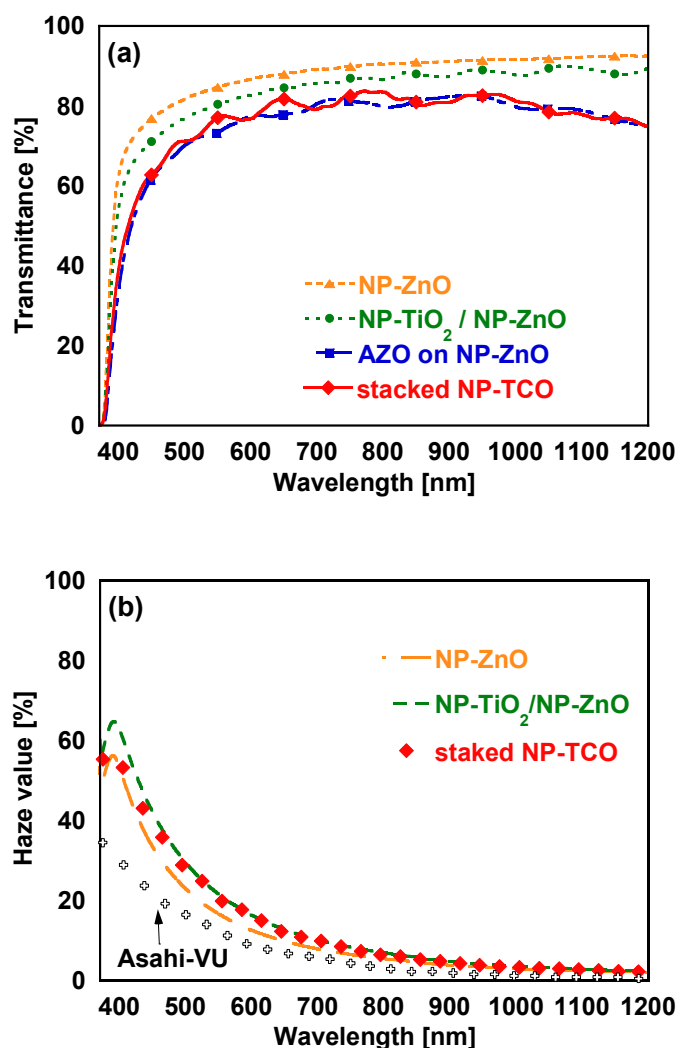 (a)
100
80
60
40
20
0
Transmittance [%]
NP-ZnO
NP-TiO2 / NP-ZnO
AZO on NP-ZnO
stacked NP-TCO
400 500 600 700 800 900 1000 1100 1200
Wavelength [nm]
(b)
100
80
60
40
20
0
Haze value [%]
NP-ZnO
NP-TiO2/NP-ZnO
staked NP-TCO
Asahi-VU
400 500 600 700 800 900 1000 1100 1200
Wavelength [nm]